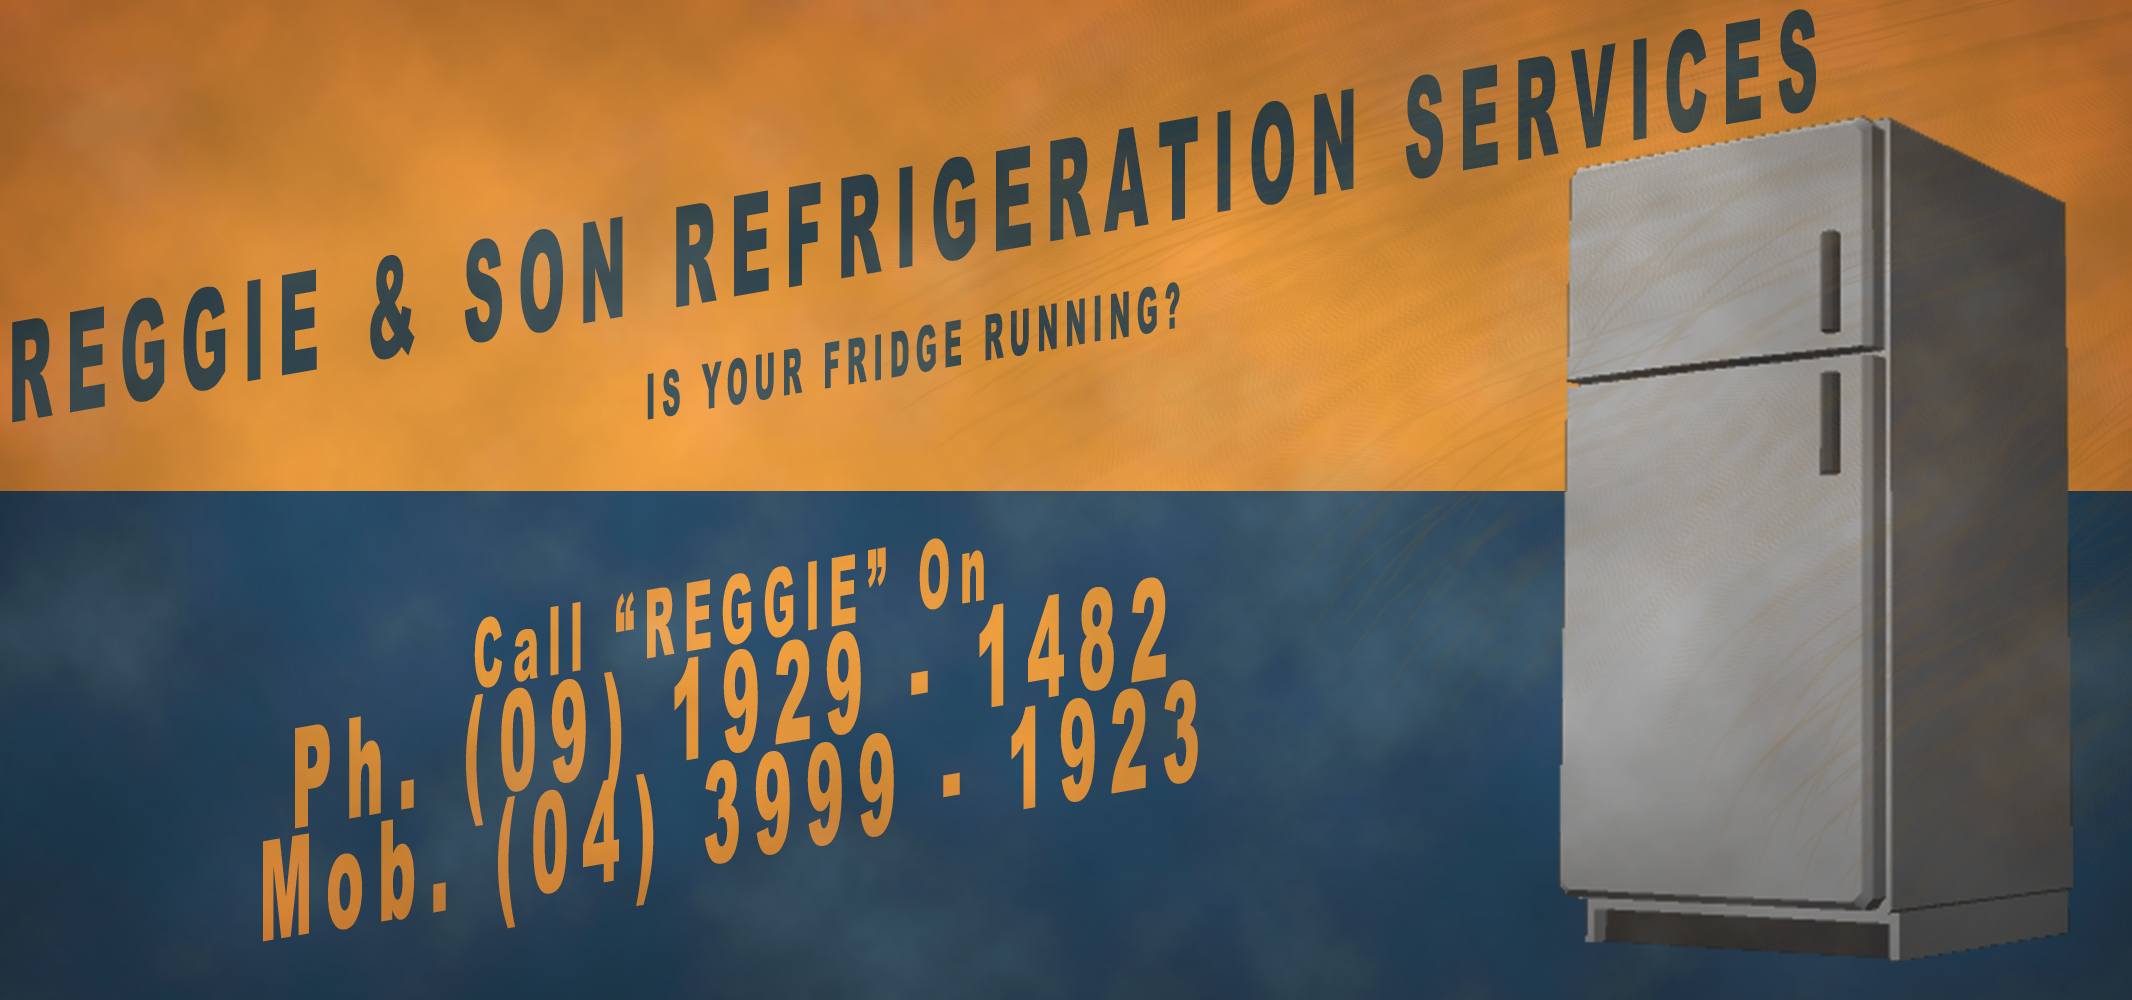 REGGIE & SON REFRIGERATION SERVICES
IS YOUR FRIDGE RUNNING?
Call “REGGIE” On
Ph. (09) 1929 - 1482
Mob. (04) 3999 - 1923